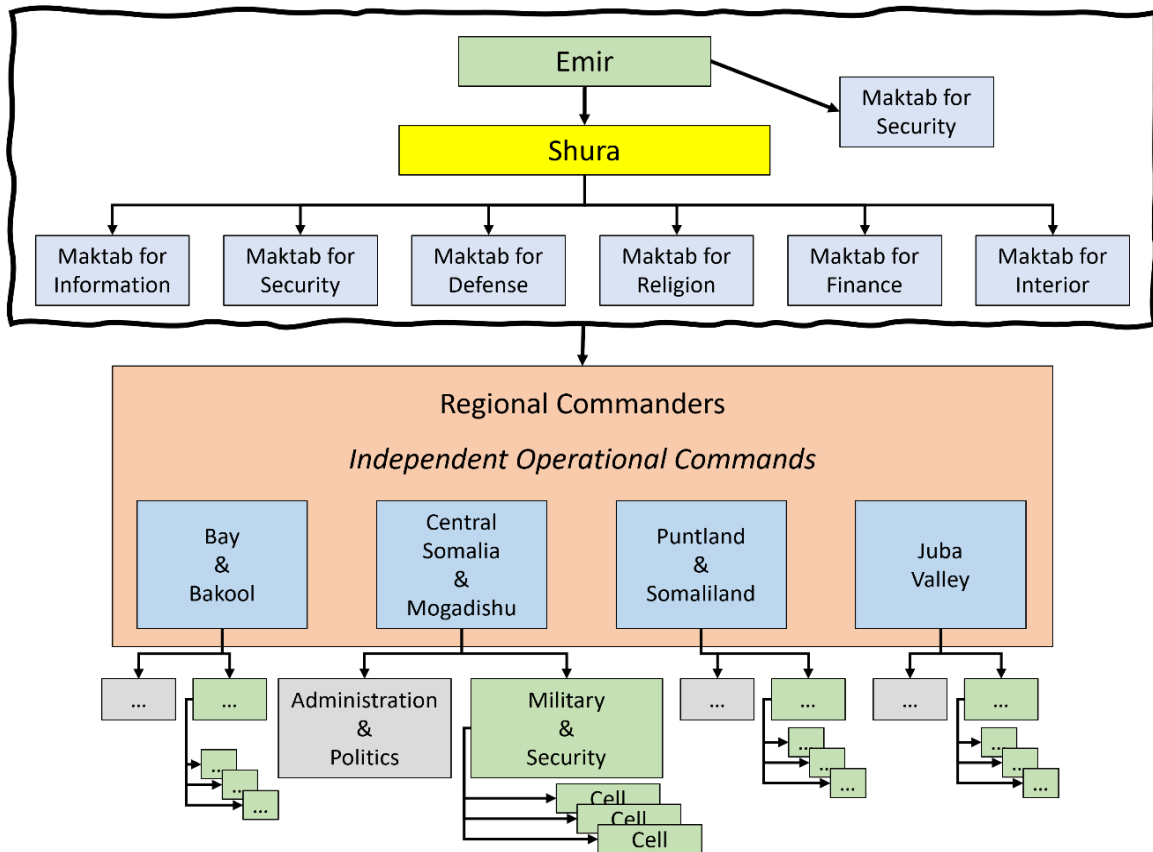 Emir
Maktab for
Security
Shura
Maktab for
Information
Maktab for
Security
Maktab for
Defense
Maktab for
Religion
Maktab for
Finance
Maktab for
Interior
Regional Commanders
Independent Operational Commands
Bay
&
Bakool
Central
Somalia
&
Mogadishu
Puntland
&
Somaliland
Juba
Valley
...
...
Administration
&
Politics
Military
&
Security
...
...
...
...
...
...
...
...
...
...
...
...
...
Cell
Cell
Cell